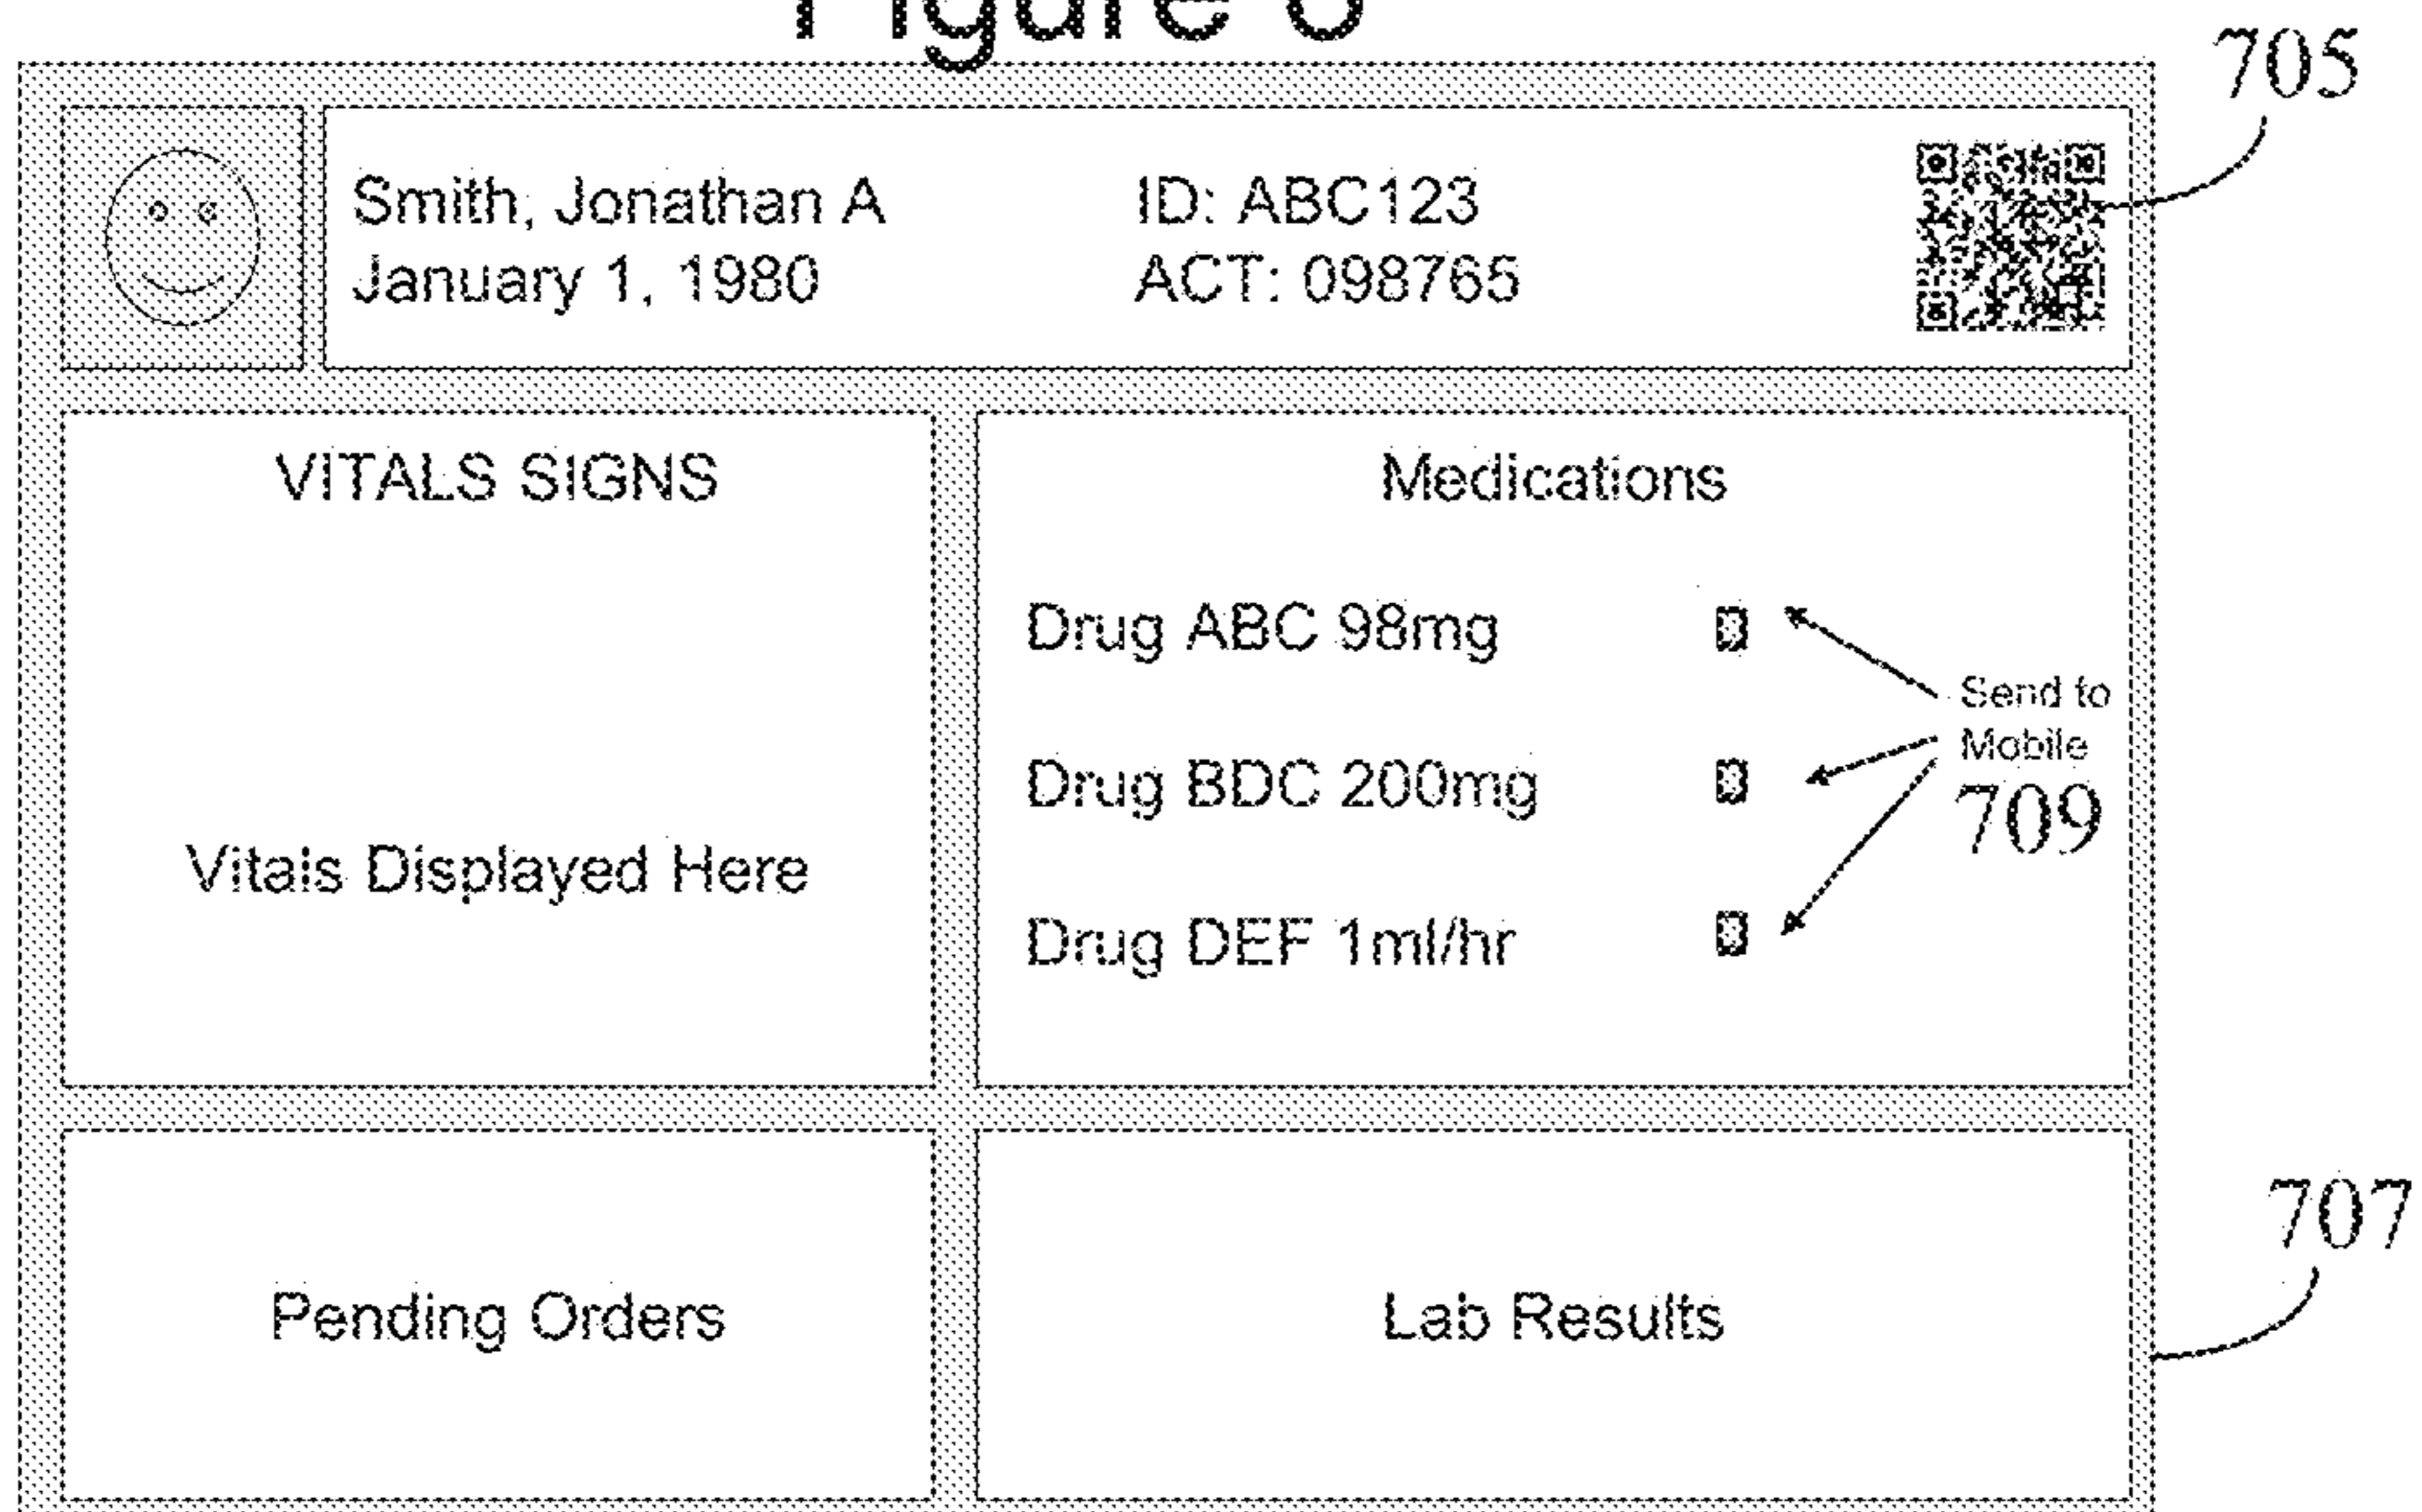 Figure
705
Smith, Jonathan A
January 1, 1980
ID: ABC123
ACT: 098765
VITALS SIGNS
Vitals Displayed Here
Medications
Drug ABC 98mg
Drug BDC 200mg
Drug DEF 1ml/hr
Send to
Mobile
709
Pending Orders
Lab Results
707